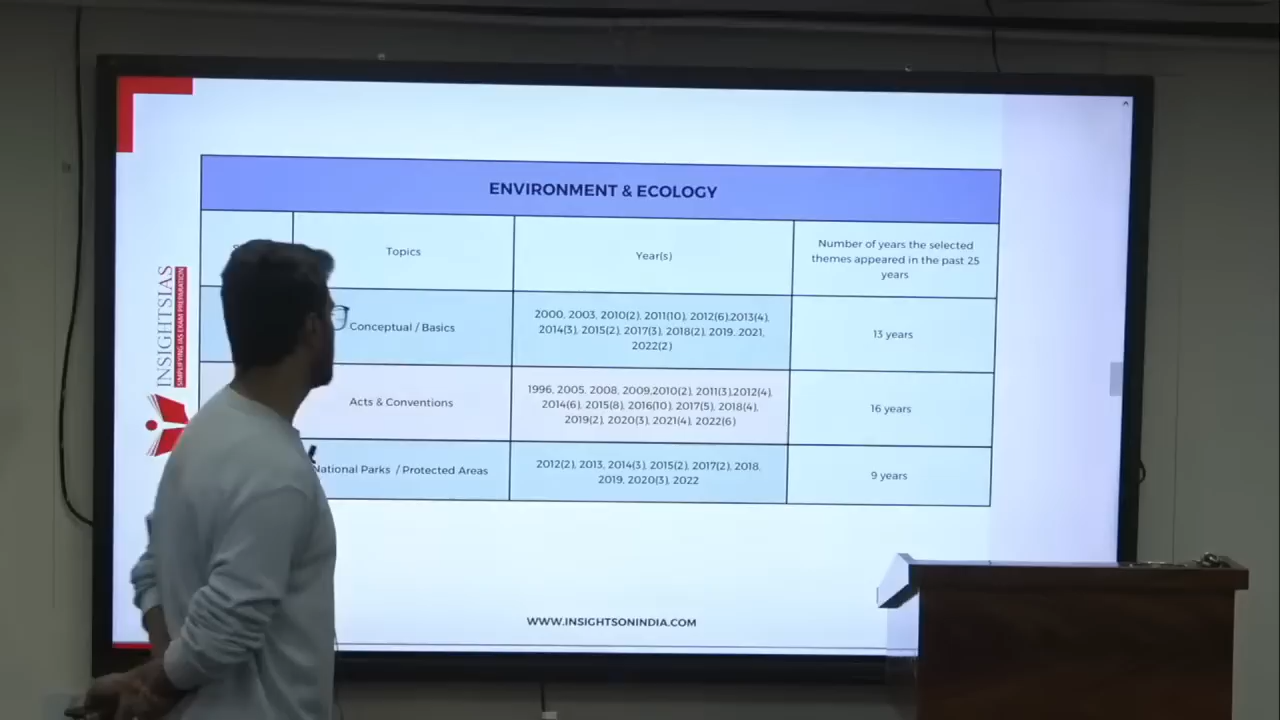 ENVIRONMENT & ECOLOGY
Topics
Year(s)
Number of years the selected
themes appeared in the past 25
years
Conceptual / Basics
2000, 2003, 2010(2), 2011(10), 2012(6),2013(4),
2014(3), 2015(2), 2017(3), 2018(2), 2019, 2021,
2022(2)
13 years
Acts & Conventions
1996, 2005, 2008, 2009,2010(2), 2011(3),2012(4),
2014(6), 2015(8), 2016(10), 2017(5), 2018(4),
2019(2), 2020(3), 2021(4), 2022(6)
16 years
National Parks / Protected Areas
2012(2), 2013, 2014(3), 2015(2), 2017(2), 2018,
2019, 2020(3), 2022
9 years
INSIGHTSIAS
SIMPLIFYING IAS EXAM PREPARATION
WWW.INSIGHTSONINDIA.COM